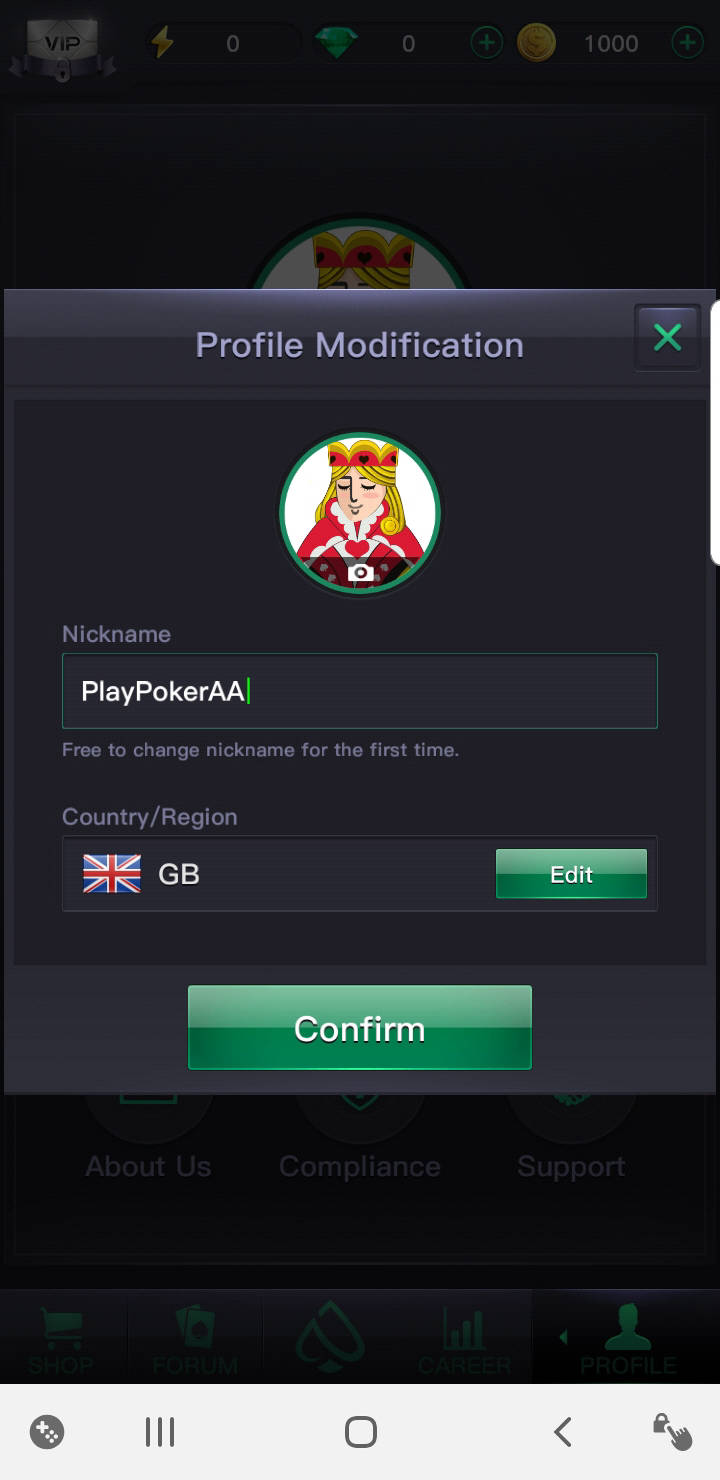 VIP 0 0 1000
Profile Modification
Nickname
PlayPokerAA
Free to change nickname for the first time.
Country/Region
GB Edit
Confirm
About Us Compliance Support
SHOP FORUM CAREER PROFILE